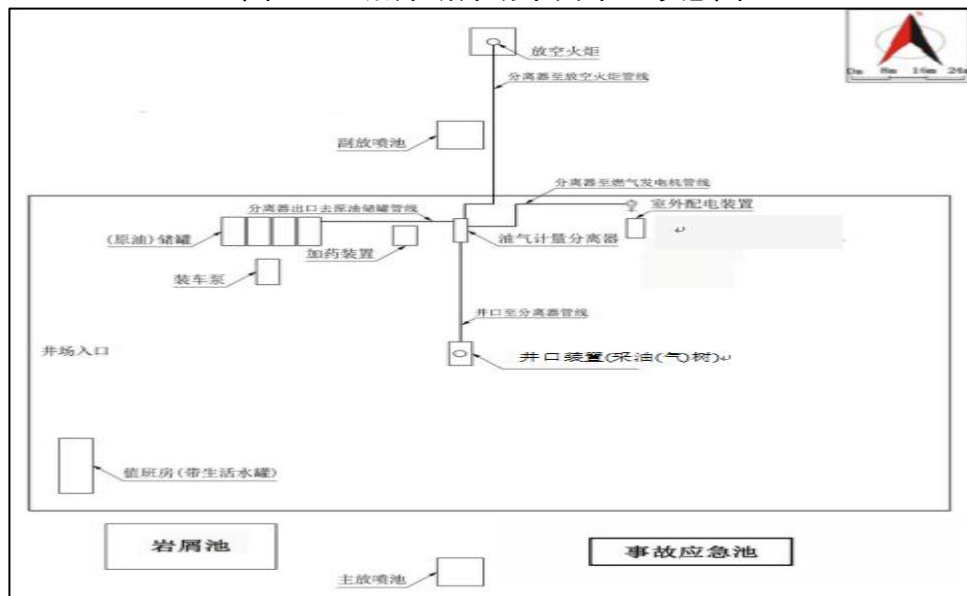 放空火炬
分离器至放空火炬管线
0m 8m 16m 24m
副放喷池
分离器至燃气发电机管线
分离器出口去原油储罐管线
室外配电装置
(原油)储罐
加药装置
油气计量分离器
装车泵
井口至分离器管线
井场入口
井口装置(采油(气)树)
值班房(带生活水罐)
岩屑池
事故应急池
主放喷池